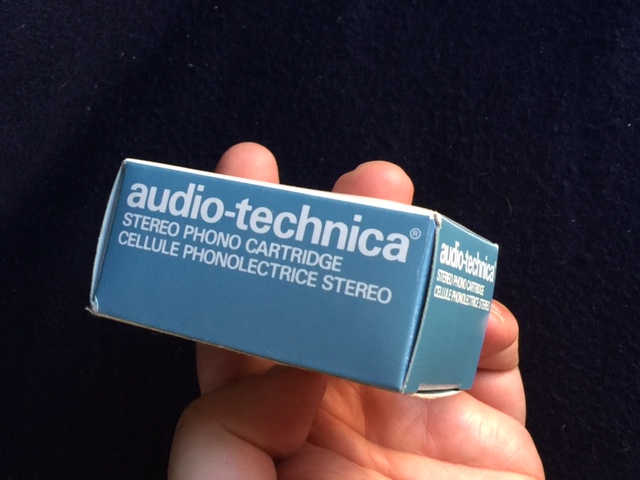 audio-technica®
STEREO PHONO CARTRIDGE
CELLULE PHONOLECTRICE STEREO
audio-technica
STEREO PHONO CARTRIDGE
CELLULE PHONOLECTRICE STEREO